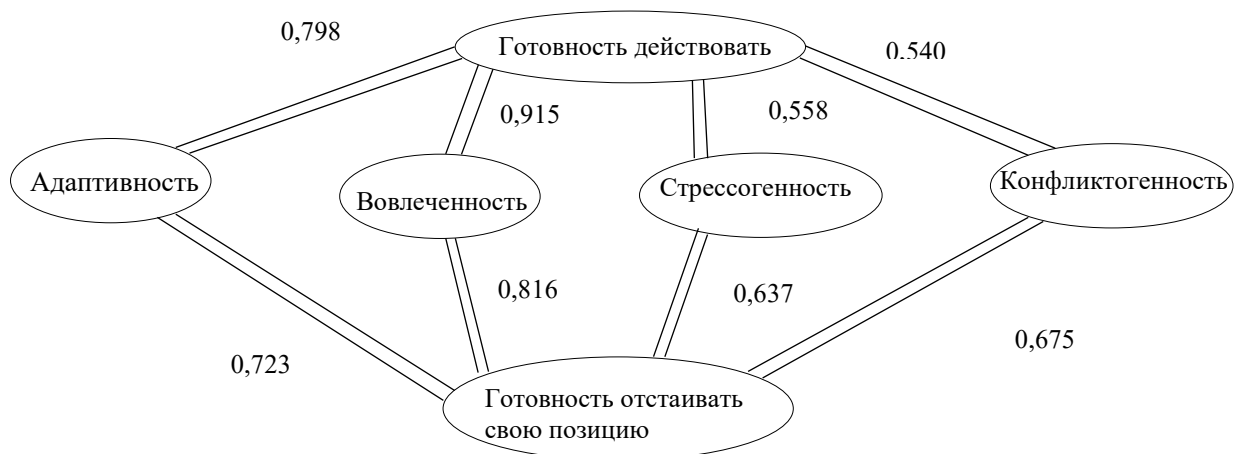 0,798
Готовность действовать
0,540
0,915
0,558
Адаптивность
Вовлеченность
Стрессогенность
Конфликтогенность
0,816
0,637
0,723
0,675
Готовность отстаивать
свою позицию